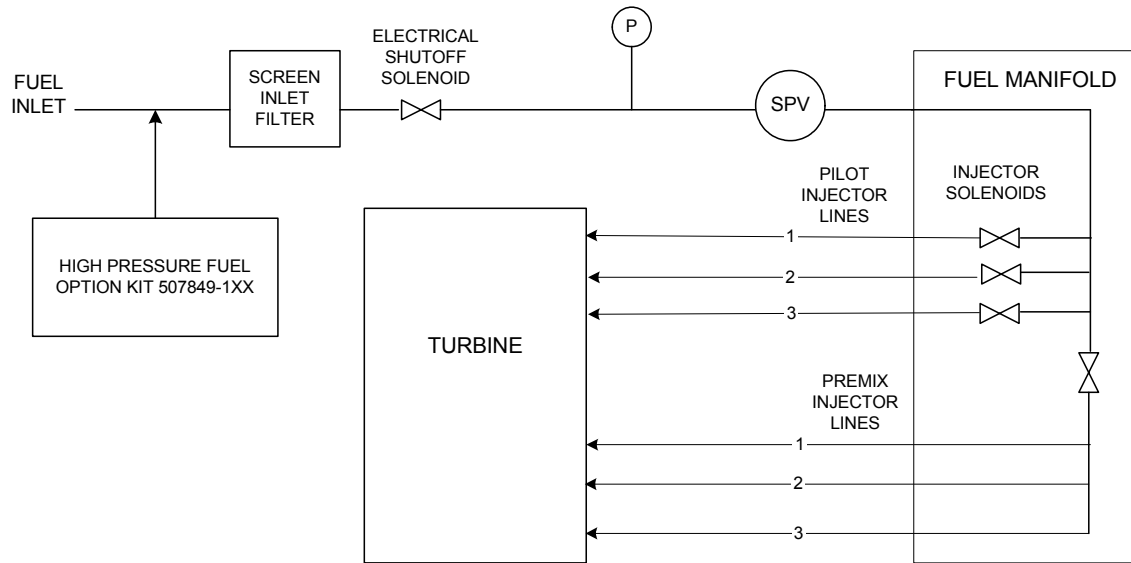 FUEL
INLET
SCREEN
INLET
FILTER
ELECTRICAL
SHUTOFF
SOLENOID
P
SPV
FUEL MANIFOLD
HIGH PRESSURE FUEL
OPTION KIT 507849-1XX
TURBINE
PILOT
INJECTOR
LINES
INJECTOR
SOLENOIDS
1
2
3
PREMIX
INJECTOR
LINES
1
2
3